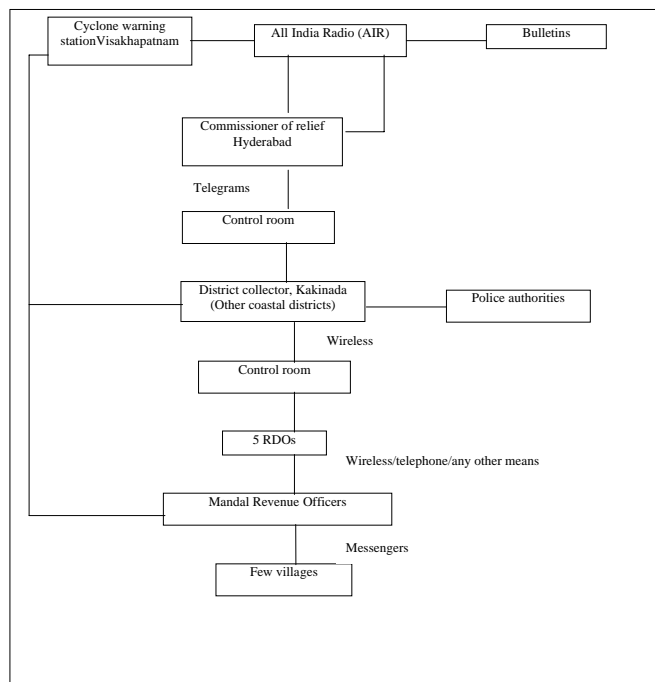 Cyclone warning
stationVisakhapatnam
All India Radio (AIR)
Bulletins
Commissioner of relief
Hyderabad
Telegrams
Control room
District collector, Kakinada
(Other coastal districts)
Police authorities
Wireless
Control room
5 RDOs
Wireless/telephone/any other means
Mandal Revenue Officers
Messengers
Few villages